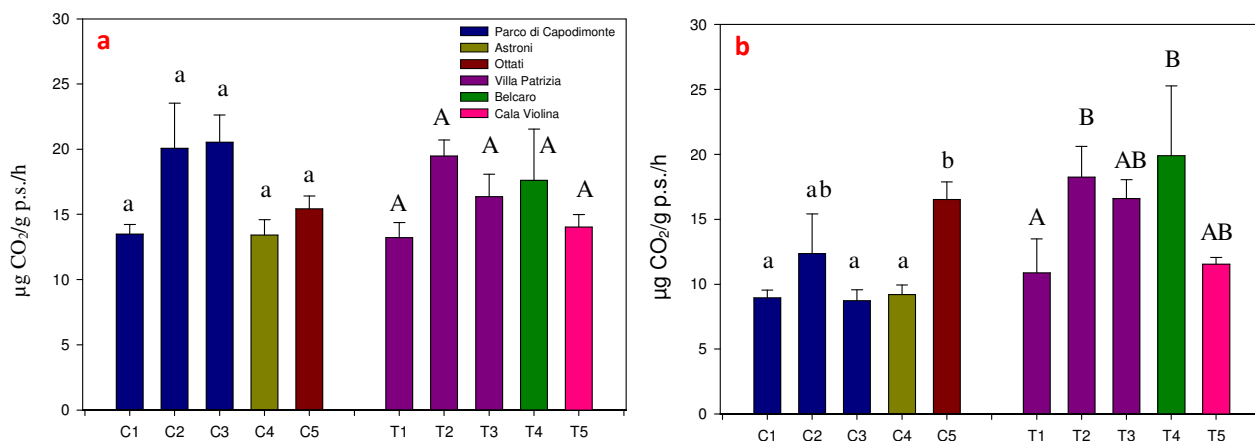 a
Parco di Capodimonte
Astroni
Ottati
Villa Patrizia
Belcaro
Cala Violina
µg CO₂/g p.s./h
30
25
20
15
10
5
0
a a a a a A A A A A
C1 C2 C3 C4 C5 T1 T2 T3 T4 T5
b
µg CO₂/g p.s./h
30
25
20
15
10
5
0
a ab a a b A B AB B AB
C1 C2 C3 C4 C5 T1 T2 T3 T4 T5